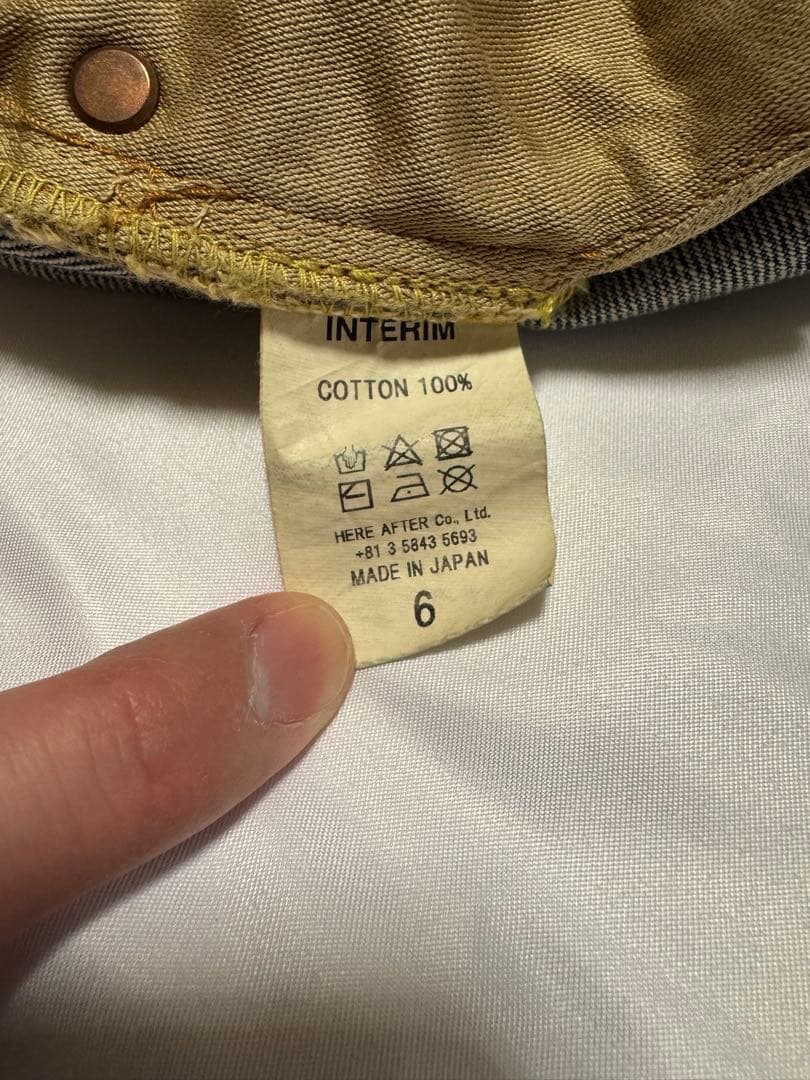 INTERIM
COTTON 100%
HERE AFTER Co., Ltd.
+81 3 5843 5693
MADE IN JAPAN
6